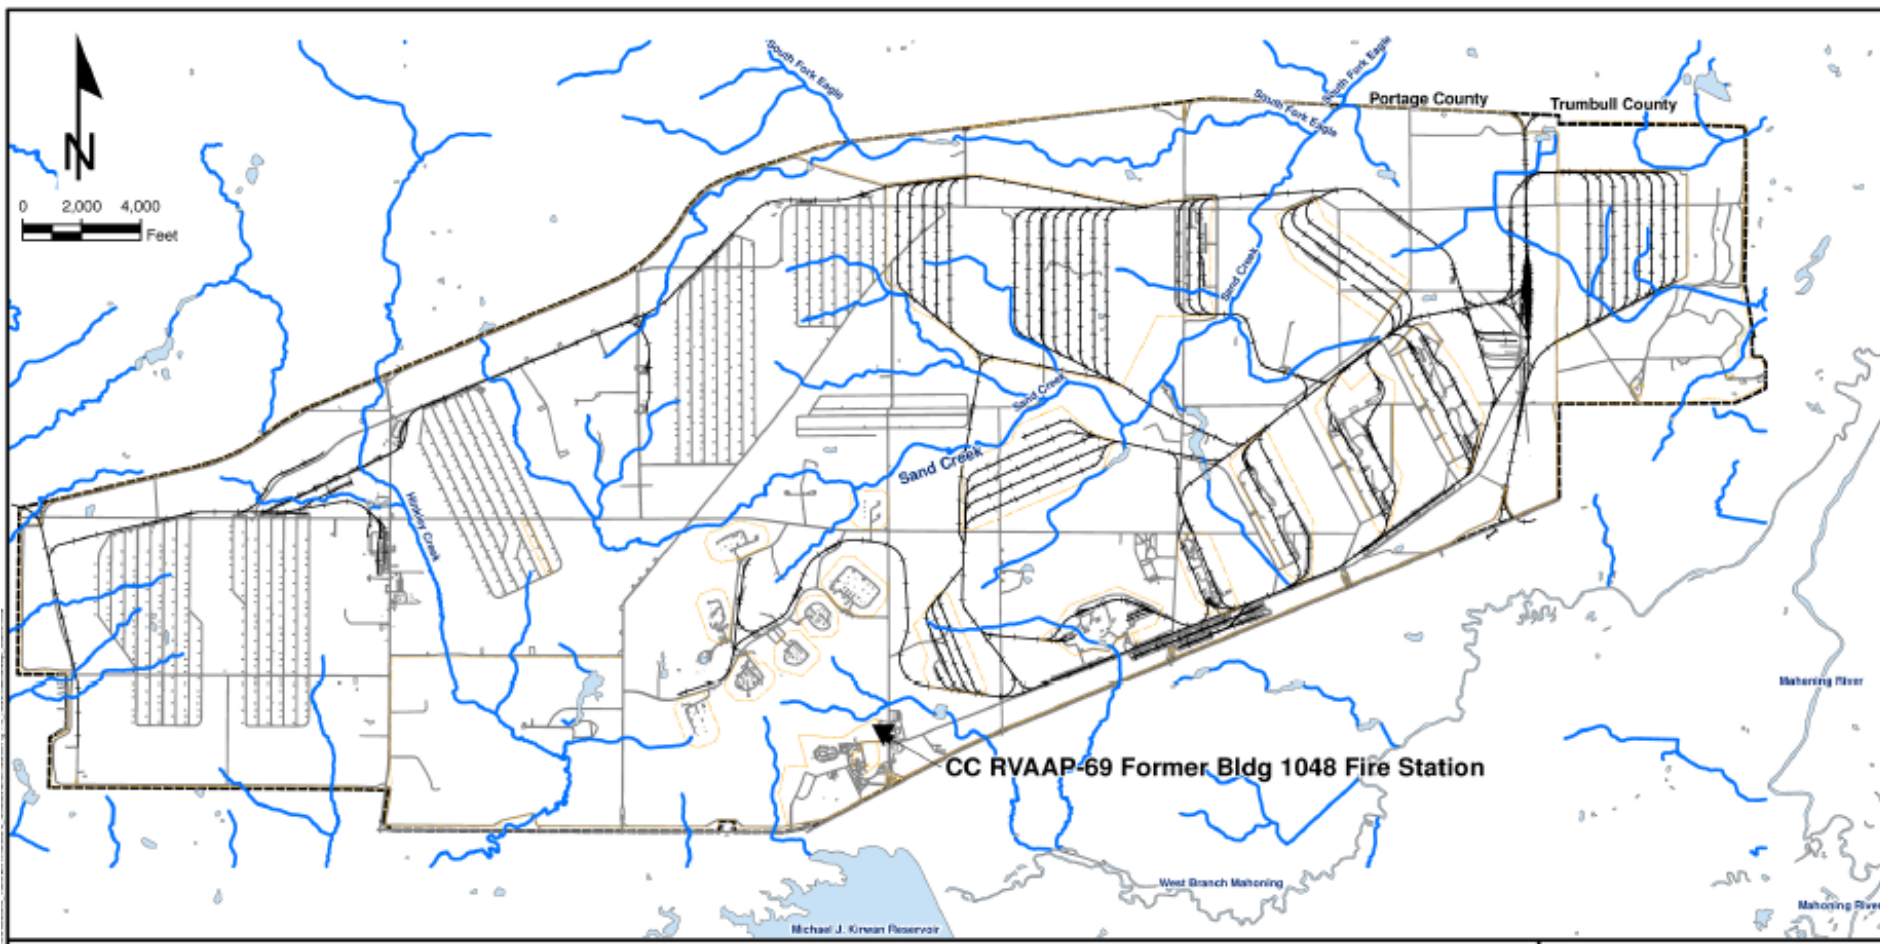 South Fork Eagle
South Fork Eagle
South Fork Eagle
Portage County
Trumbull County
N
0 2,000 4,000
Feet
Sand Creek
Sand Creek
Sand Creek
Hinkley Creek
Mahoning River
CC RVAAP-69 Former Bldg 1048 Fire Station
West Branch Mahoning
Mahoning River
Michael J. Kirwan Reservoir